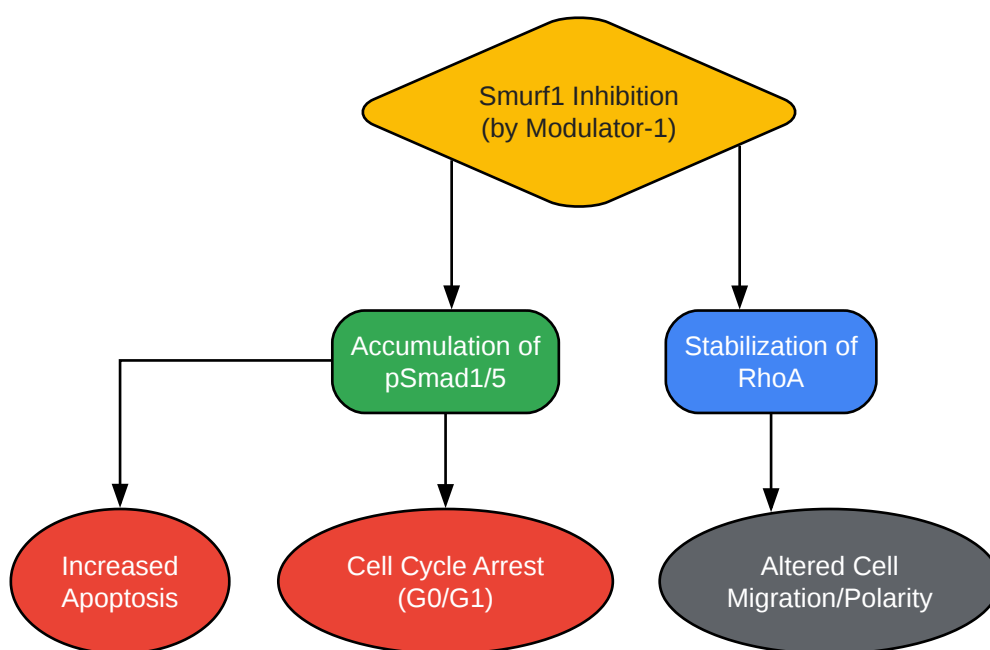 Smurf1 Inhibition
(by Modulator-1)
Accumulation of
pSmad1/5
Stabilization of
RhoA
Increased
Apoptosis
Cell Cycle Arrest
(G0/G1)
Altered Cell
Migration/Polarity